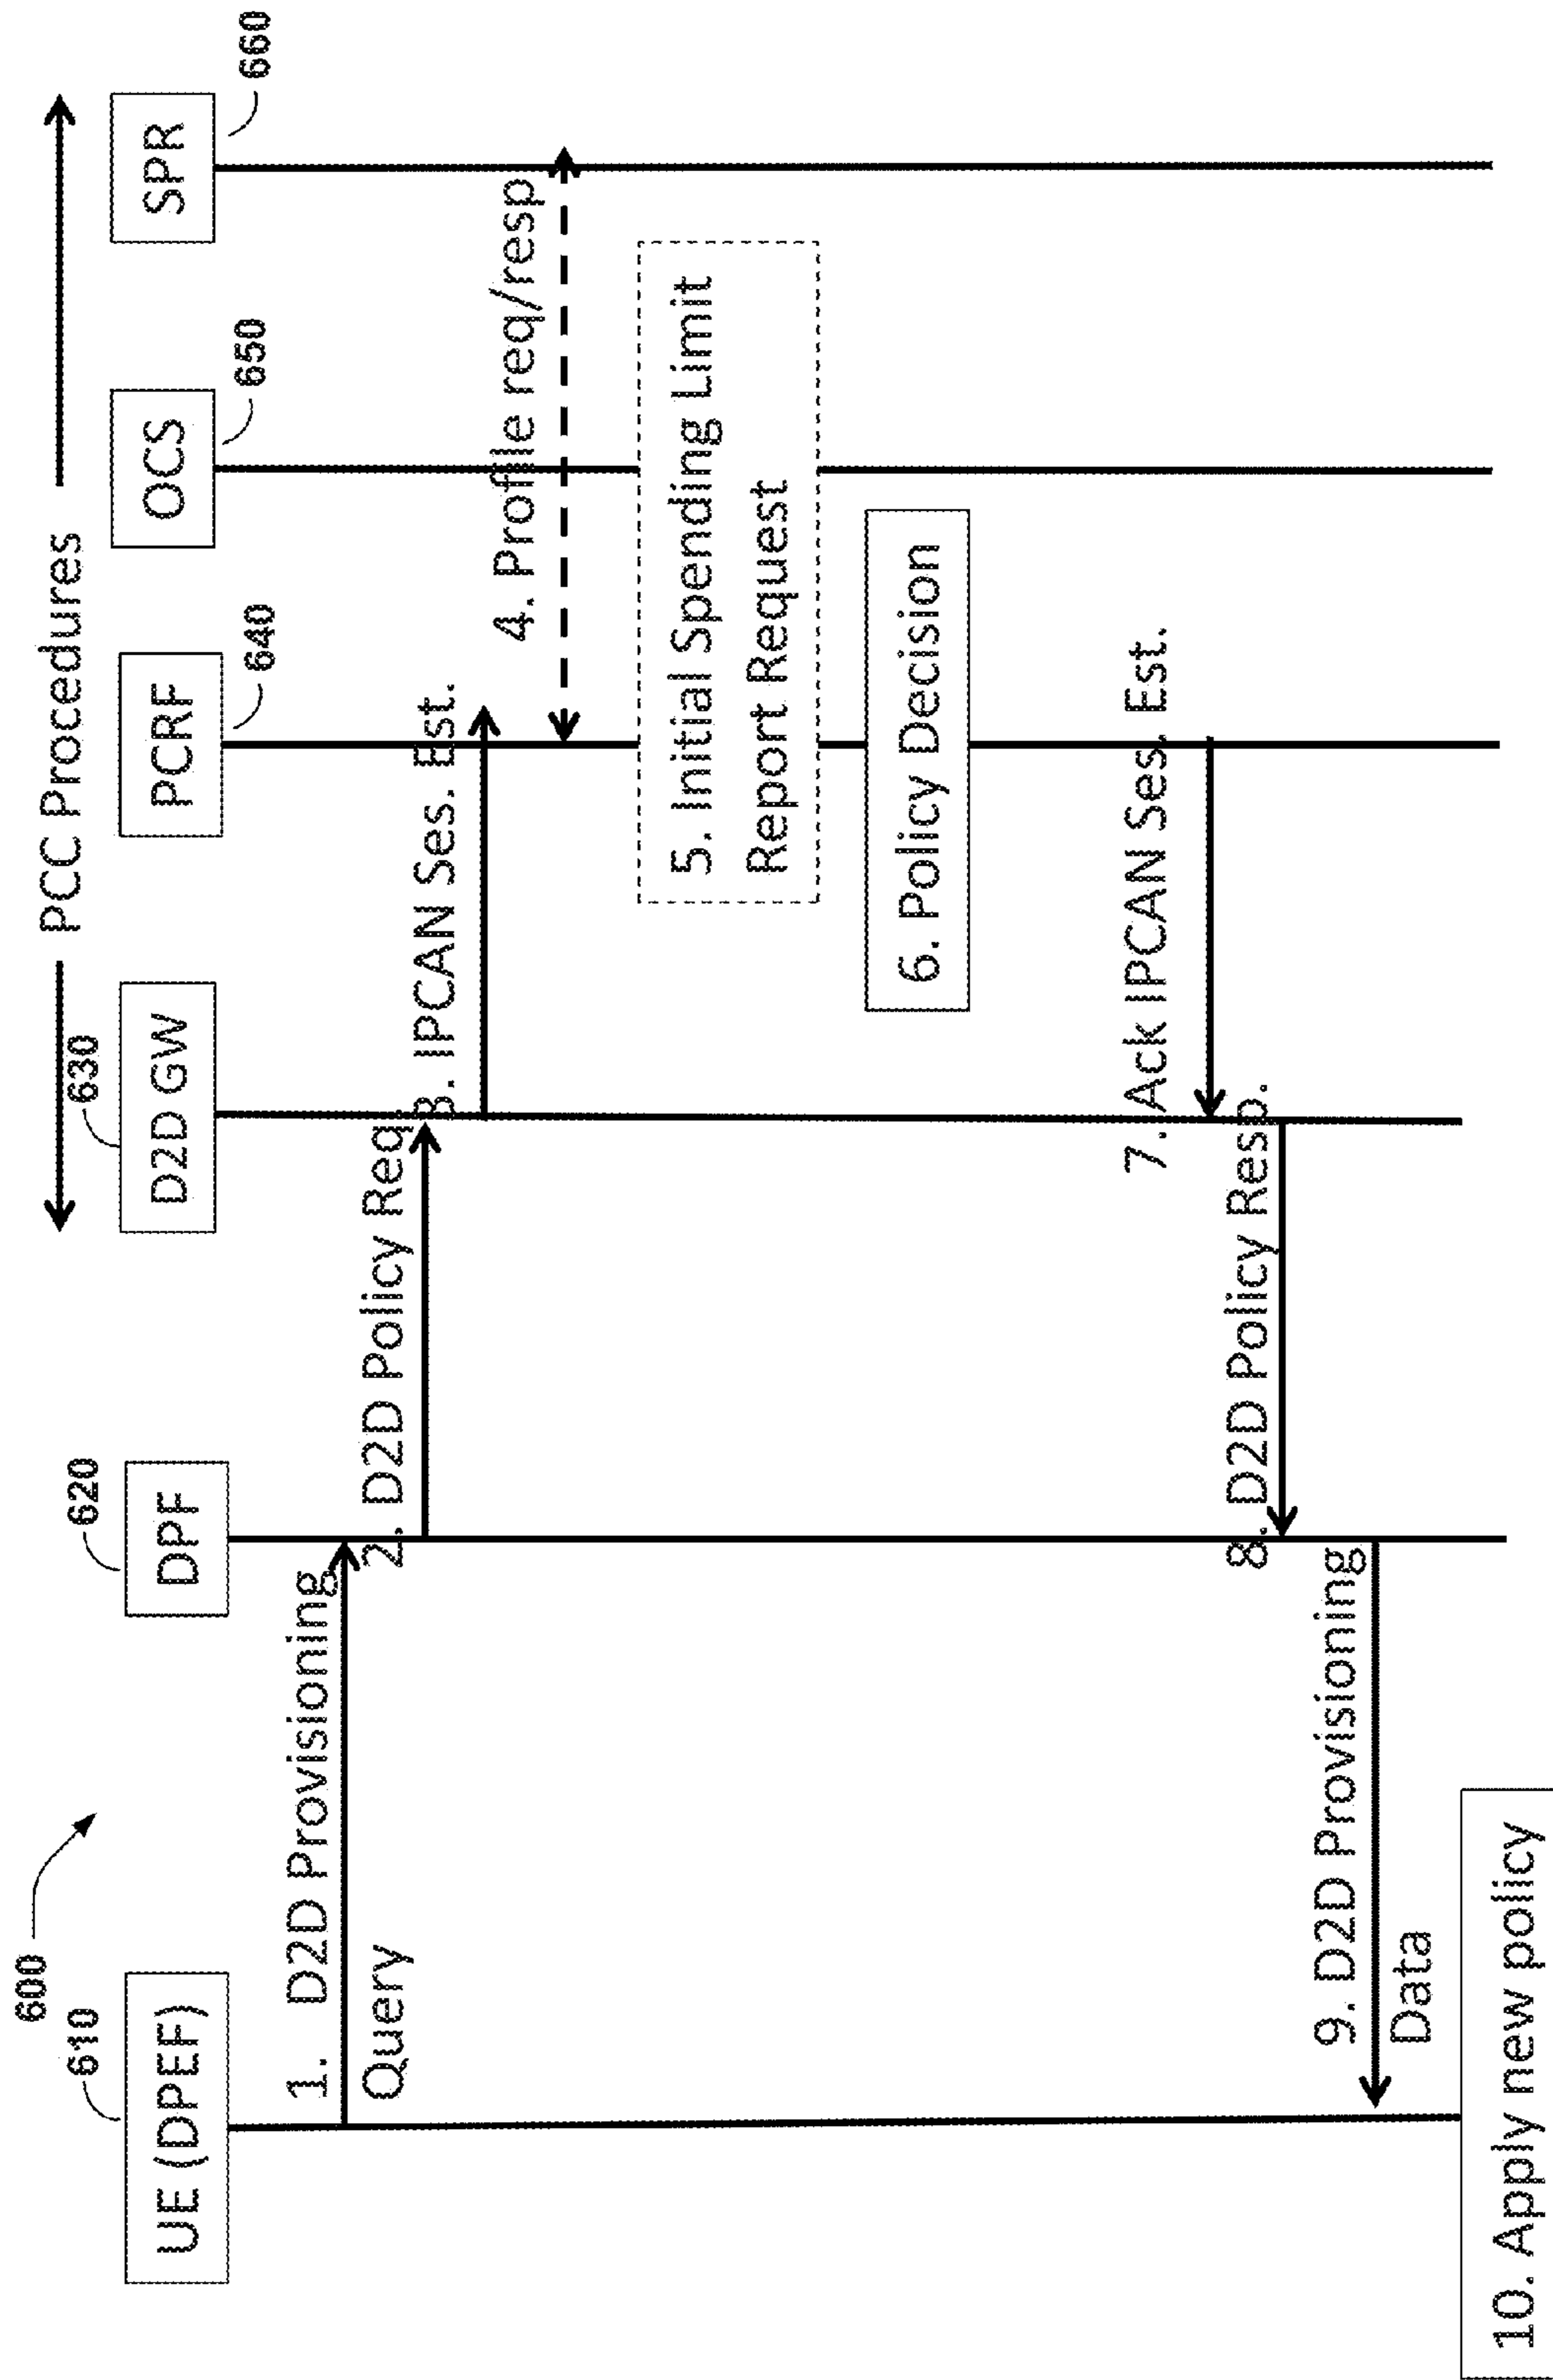 600
PCC Procedures
610
UE (DPEF)
620
DPF
630
D2D GW
PCRF
640
OCS
650
SPR
660
1. D2D Provisioning
Query
2. D2D Policy Req.
3. IPCAN Ses. Est.
4. Profile req/resp
5. Initial Spending Limit
Report Request
6. Policy Decision
7. Ack IPCAN Ses. Est.
8. D2D Policy Resp.
9. D2D Provisioning
Data
10. Apply new policy